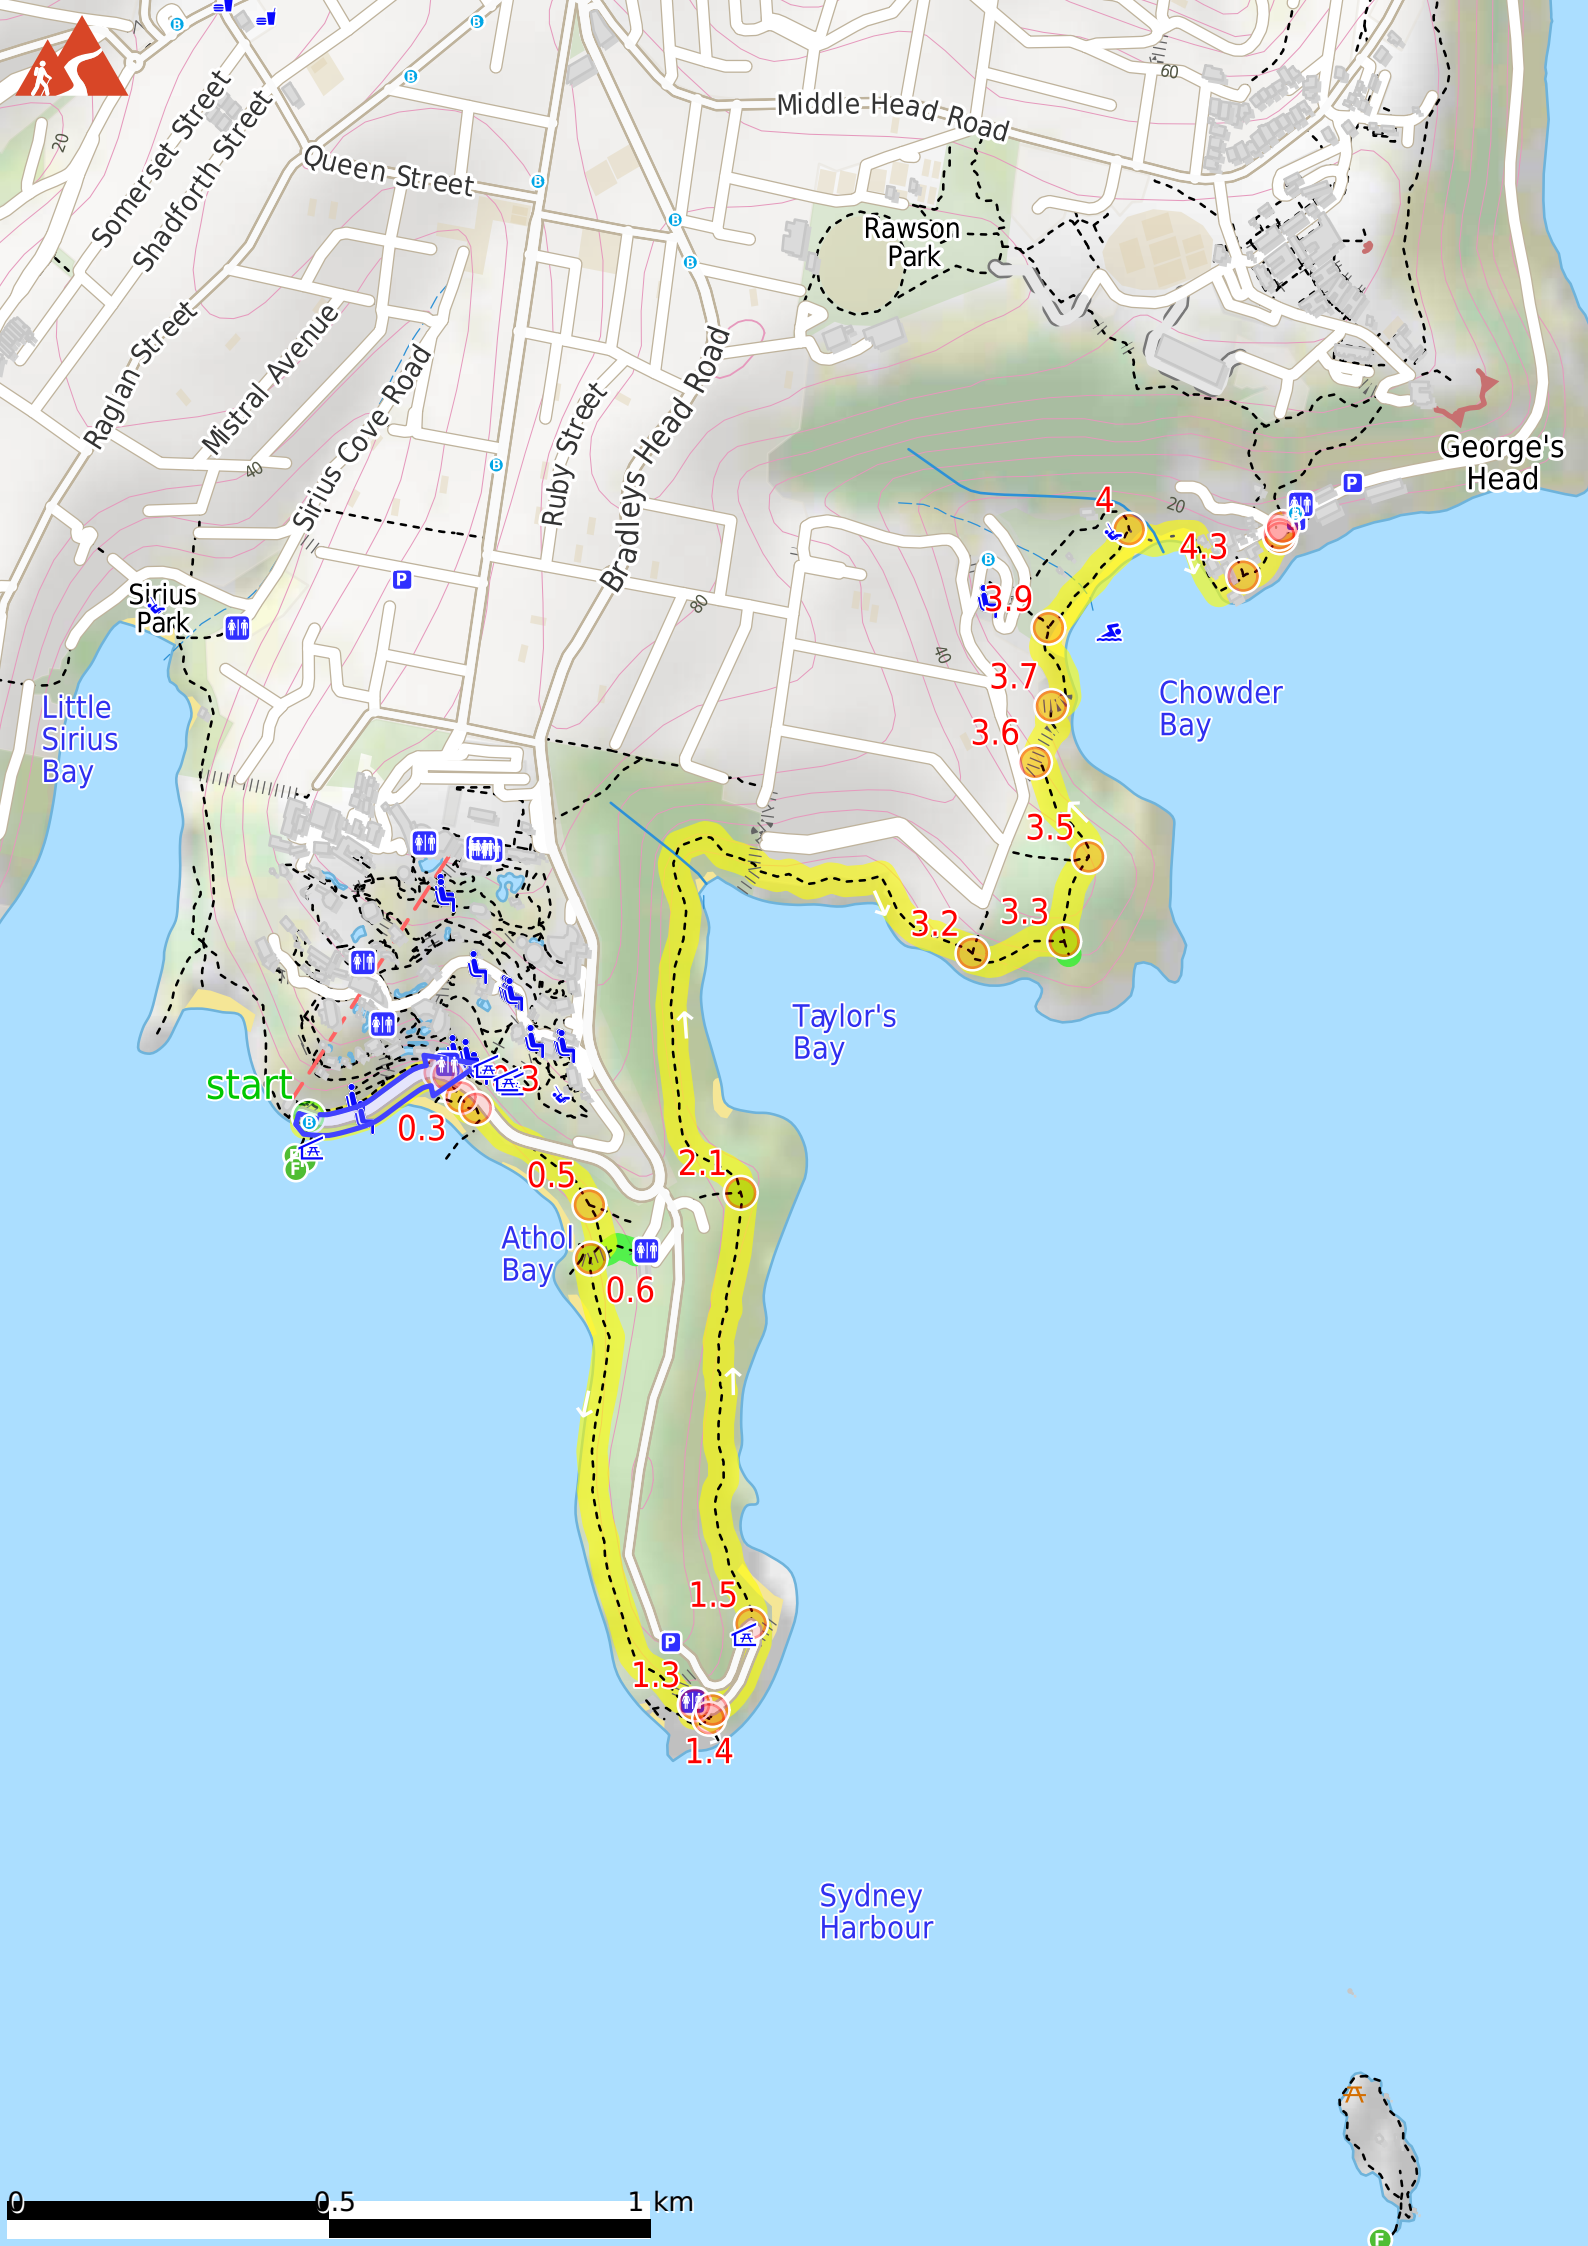 B
B
Middle Head Road
60
Somerset Street
Shadforth Street
20
B
Queen Street
B
B
B
Rawson
Park
Raglan Street
Mistral Avenue
Sirius Cove Road
40
B
Ruby Street
Bradleys Head Road
George's
Head
P
4
20
B
4.3
B
P
Sirius
Park
80
3.9
40
3.7
3.6
Chowder
Bay
Little
Sirius
Bay
3.5
3.3
3.2
Taylor's
Bay
start
0.3
B
0.3
F
2.1
0.5
Athol
Bay
0.6
1.5
P
1.3
1.4
Sydney
Harbour
0
0.5
1 km
F